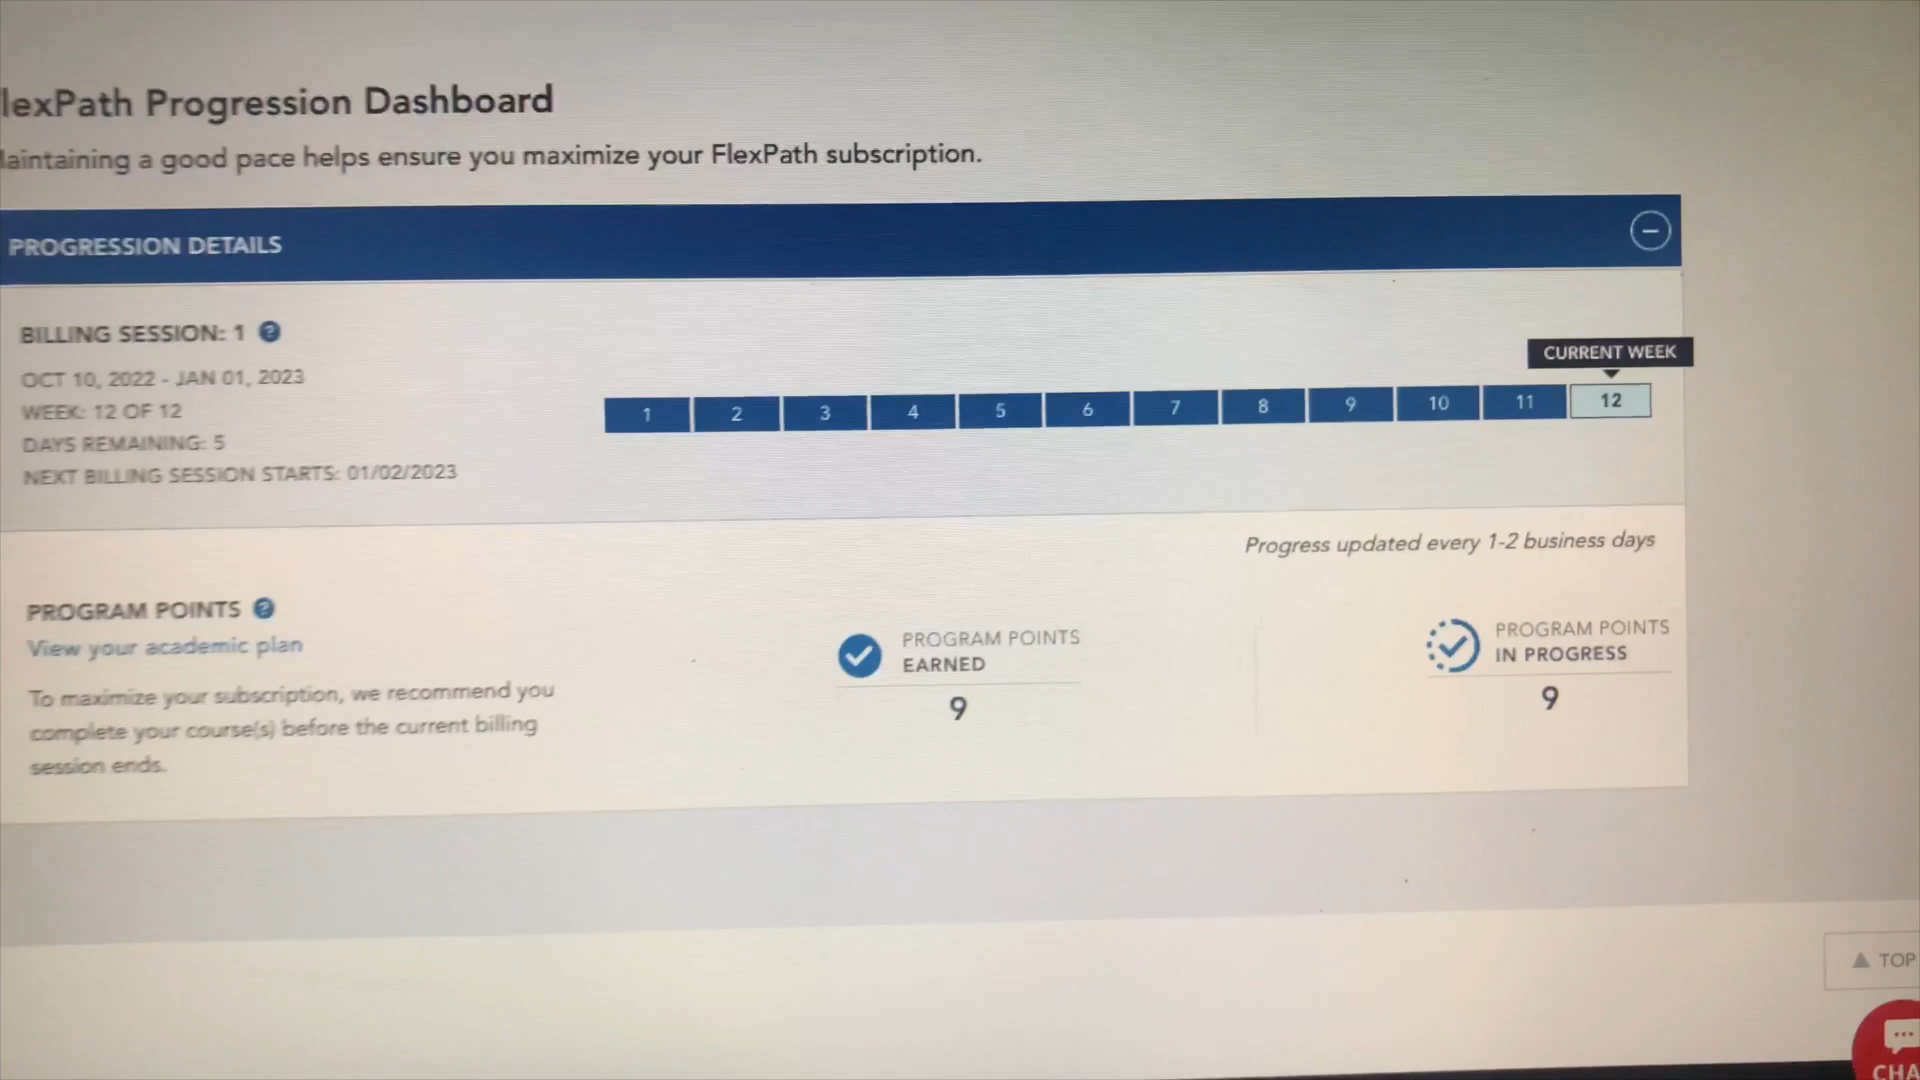 lexPath Progression Dashboard
aintaining a good pace helps ensure you maximize your FlexPath subscription.
PROGRESSION DETAILS
BILLING SESSION: 1
OCT 10, 2022 - JAN 01, 2023
WEEK: 12 OF 12
DAYS REMAINING: 5
NEXT BILLING SESSION STARTS: 01/02/2023
CURRENT WEEK
1 2 3 4 5 6 7 8 9 10 11 12
Progress updated every 1-2 business days
PROGRAM POINTS
View your academic plan
To maximize your subscription, we recommend you
complete your course(s) before the current billing
session ends.
PROGRAM POINTS
EARNED
9
PROGRAM POINTS
IN PROGRESS
9
TOP
CHA